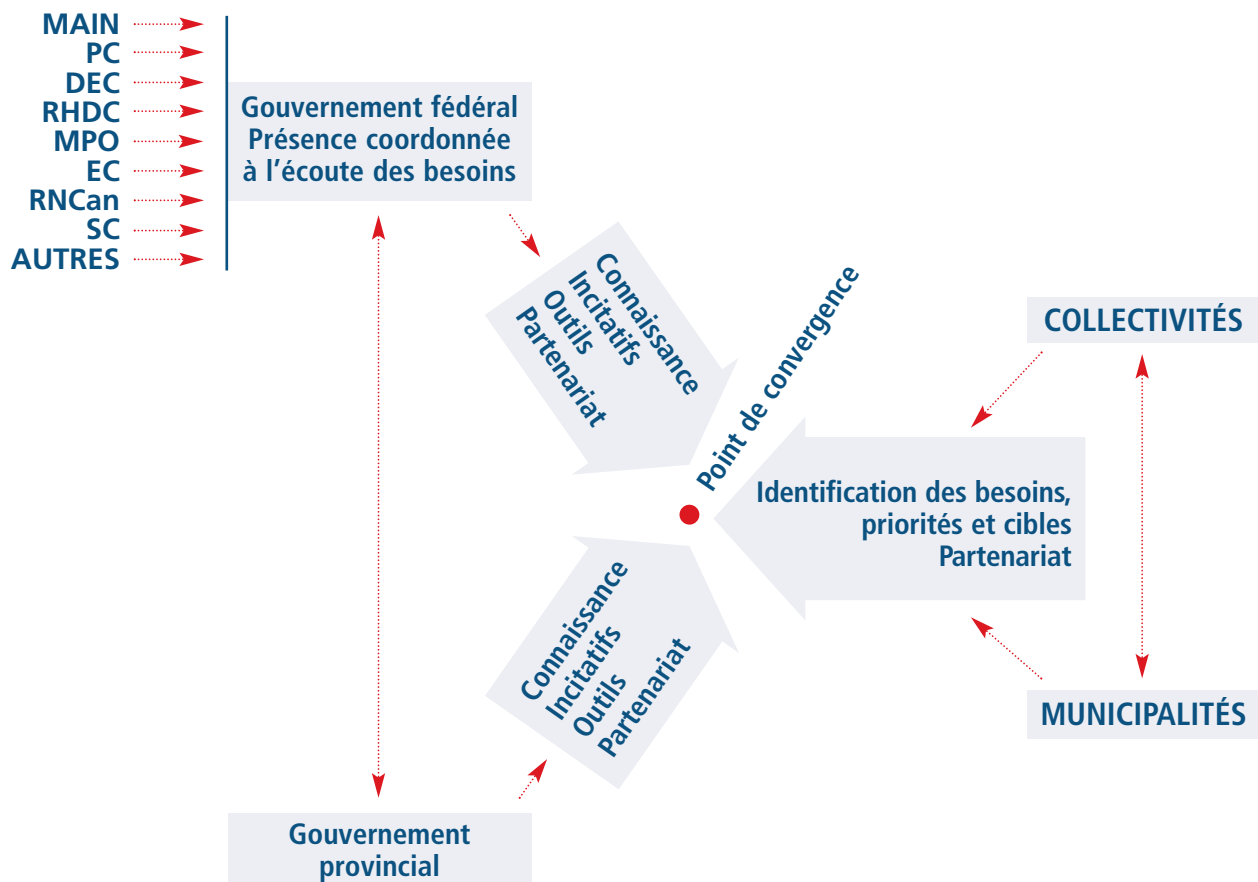 MAIN
PC
DEC
RHDC
MPO
EC
RNCan
SC
AUTRES
Gouvernement fédéral
Présence coordonnée
à l’écoute des besoins
Connaissance
Incitatifs
Outils
Partenariat
Point de convergence
COLLECTIVITÉS
Identification des besoins,
priorités et cibles
Partenariat
MUNICIPALITÉS
Connaissance
Incitatifs
Outils
Partenariat
Gouvernement
provincial